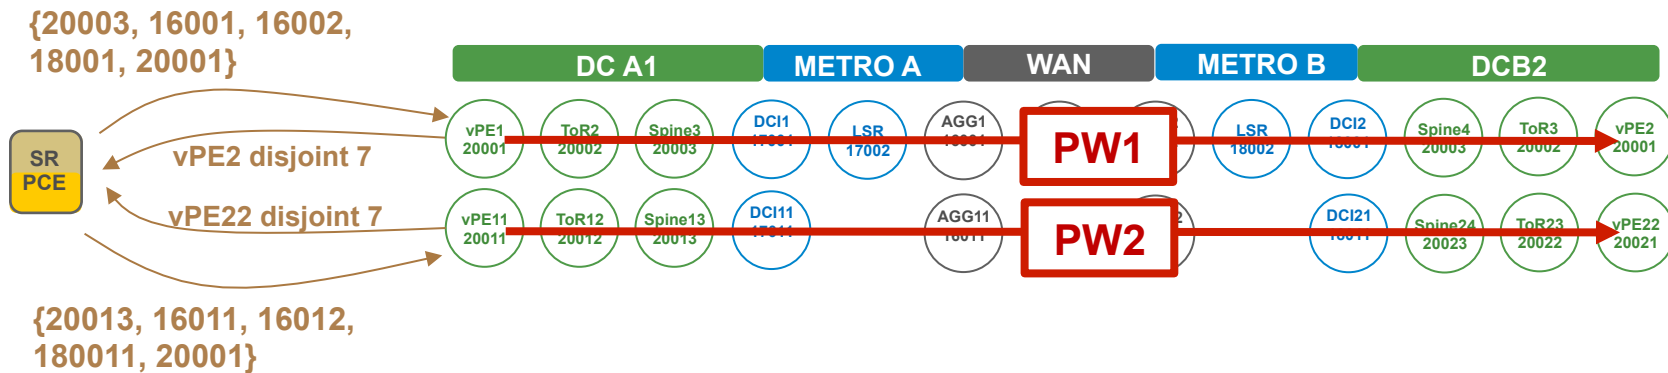 {20003, 16001, 16002,
18001, 20001}
DC A1
METRO A
WAN
METRO B
DCB2
SR
PCE
vPE2 disjoint 7
vPE22 disjoint 7
vPE1
20001
ToR2
20002
Spine3
20003
DCI1
LSR
17002
AGG1
PW1
LSR
18002
DCI2
Spine4
20003
ToR3
20002
vPE2
20001
vPE11
20011
ToR12
20012
Spine13
20013
DCI11
17011
AGG11
16011
PW2
DCI21
Spine24
20023
ToR23
20022
vPE22
20021
{20013, 16011, 16012,
180011, 20001}